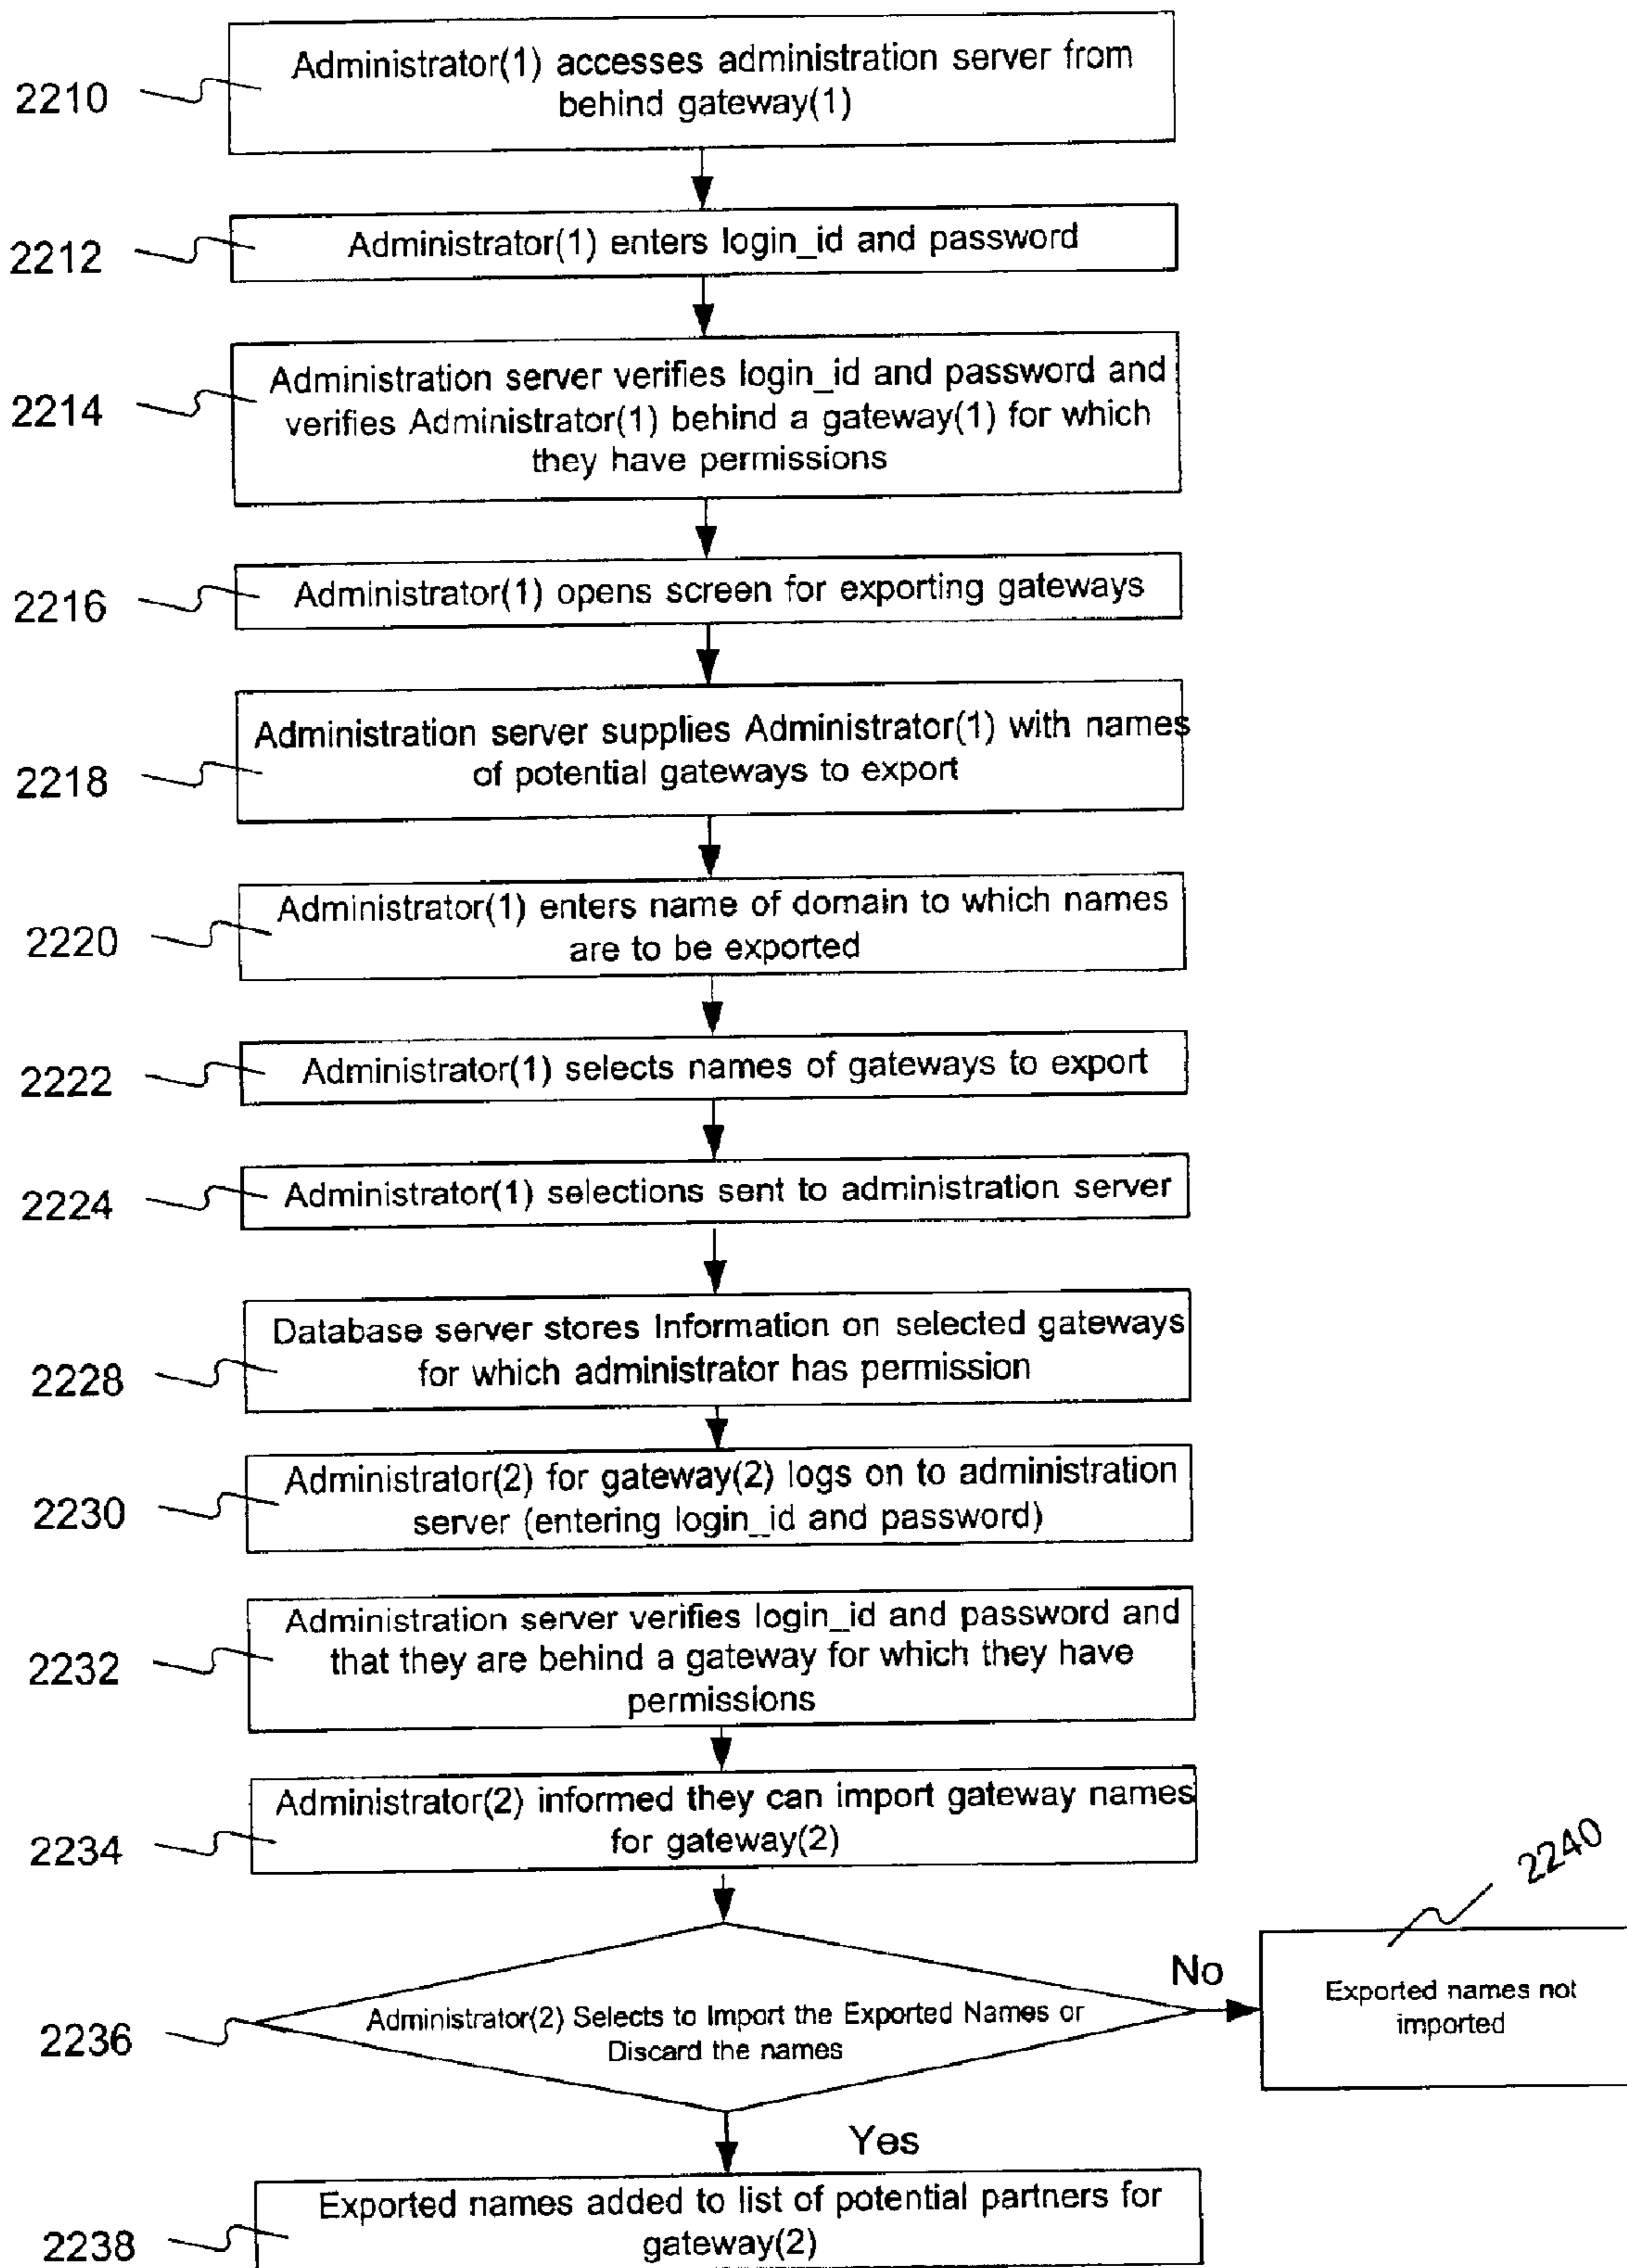 2210
Administrator(1) accesses administration server from
behind gateway(1)
2212
Administrator(1) enters login_id and password
2214
Administration server verifies login_id and password and
verifies Administrator(1) behind a gateway(1) for which
they have permissions
2216
Administrator(1) opens screen for exporting gateways
2218
Administration server supplies Administrator(1) with names
of potential gateways to export
2220
Administrator(1) enters name of domain to which names
are to be exported
2222
Administrator(1) selects names of gateways to export
2224
Administrator(1) selections sent to administration server
2228
Database server stores Information on selected gateways
for which administrator has permission
2230
Administrator(2) for gateway(2) logs on to administration
server (entering login_id and password)
2232
Administration server verifies login_id and password and
that they are behind a gateway for which they have
permissions
2234
Administrator(2) informed they can import gateway names
for gateway(2)
2236
Administrator(2) Selects to Import the Exported Names or
Discard the names
No
2240
Exported names not
imported
Yes
2238
Exported names added to list of potential partners for
gateway(2)